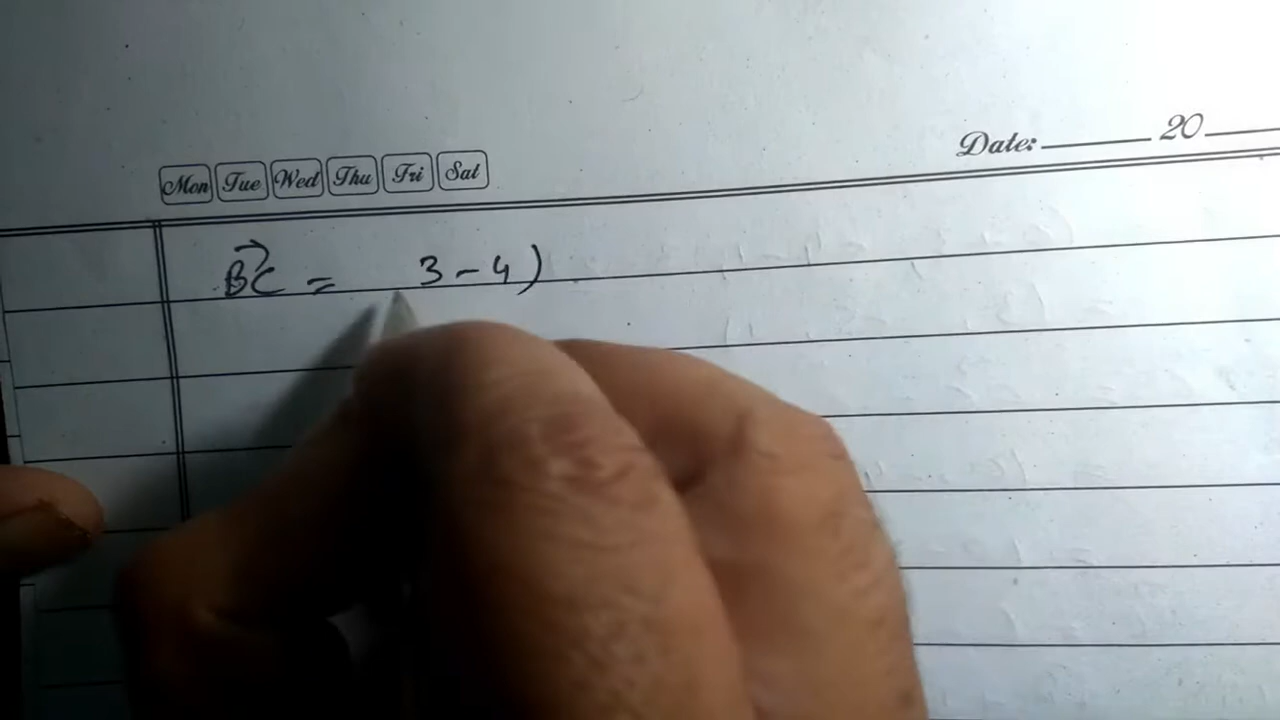 Date: 20
Mon Tue Wed Thu Fri Sat
BC = 3-4)